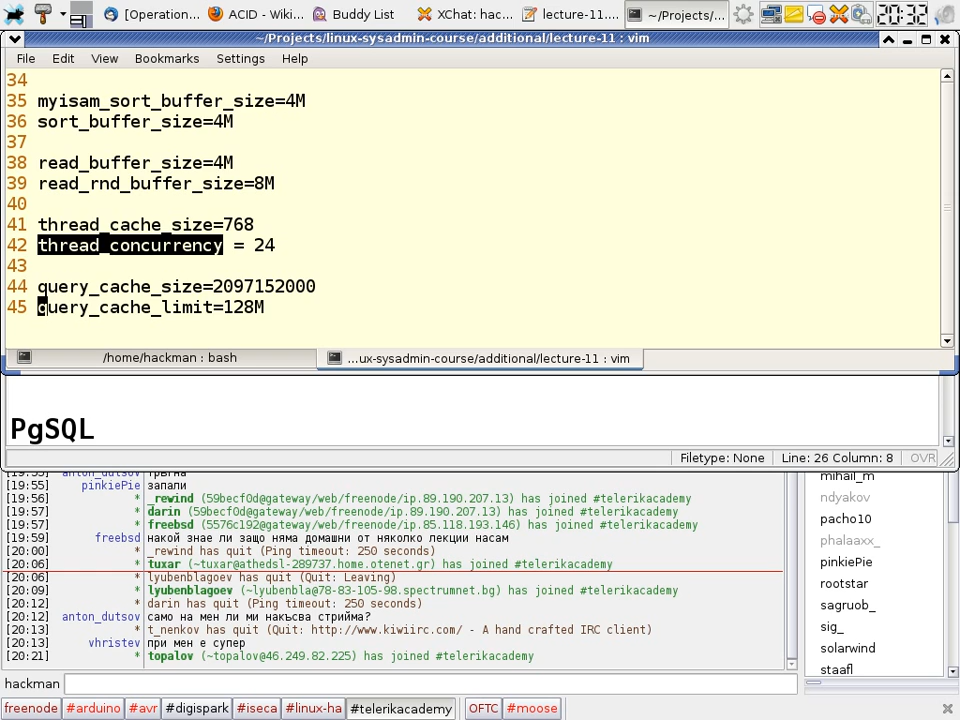 [Operation...
ACID - Wiki...
Buddy List
XChat: hac...
lecture-11....
~/Projects/...
20:32
~/Projects/linux-sysadmin-course/additional/lecture-11 : vim
File Edit View Bookmarks Settings Help
34
35 myisam_sort_buffer_size=4M
36 sort_buffer_size=4M
37
38 read_buffer_size=4M
39 read_rnd_buffer_size=8M
40
41 thread_cache_size=768
42 thread_concurrency = 24
43
44 query_cache_size=2097152000
45 query_cache_limit=128M
/home/hackman : bash
...ux-sysadmin-course/additional/lecture-11 : vim
PgSQL
Filetype: None Line: 26 Column: 8 OVR
[19:55] anton_dutsov тръгна
[19:55] pinkiePie запали
[19:56] * _rewind (59becf0d@gateway/web/freenode/ip.89.190.207.13) has joined #telerikacademy
[19:57] * darin (59becf0d@gateway/web/freenode/ip.89.190.207.13) has joined #telerikacademy
[19:57] * freebsd (5576c192@gateway/web/freenode/ip.85.118.193.146) has joined #telerikacademy
[19:59] freebsd накой знае ли защо няма домашни от няколко лекции насам
[20:00] * _rewind has quit (Ping timeout: 250 seconds)
[20:06] * tuxar (~tuxar@athedsl-289737.home.otenet.gr) has joined #telerikacademy
[20:06] * lyubenblagoev has quit (Quit: Leaving)
[20:09] * lyubenblagoev (~lyubenbla@78-83-105-98.spectrumnet.bg) has joined #telerikacademy
[20:12] * darin has quit (Ping timeout: 250 seconds)
[20:12] anton_dutsov само на мен ли ми накъсва стрийма?
[20:13] * t_nenkov has quit (Quit: http://www.kiwiirc.com/ - A hand crafted IRC client)
[20:13] vhristev при мен е супер
[20:21] * topalov (~topalov@46.249.82.225) has joined #telerikacademy
mihail_m
ndyakov
pacho10
phalaaxx_
pinkiePie
rootstar
sagruob_
sig_
solarwind
staafl
hackman
freenode #arduino #avr #digispark #iseca #linux-ha #telerikacademy OFTC #moose